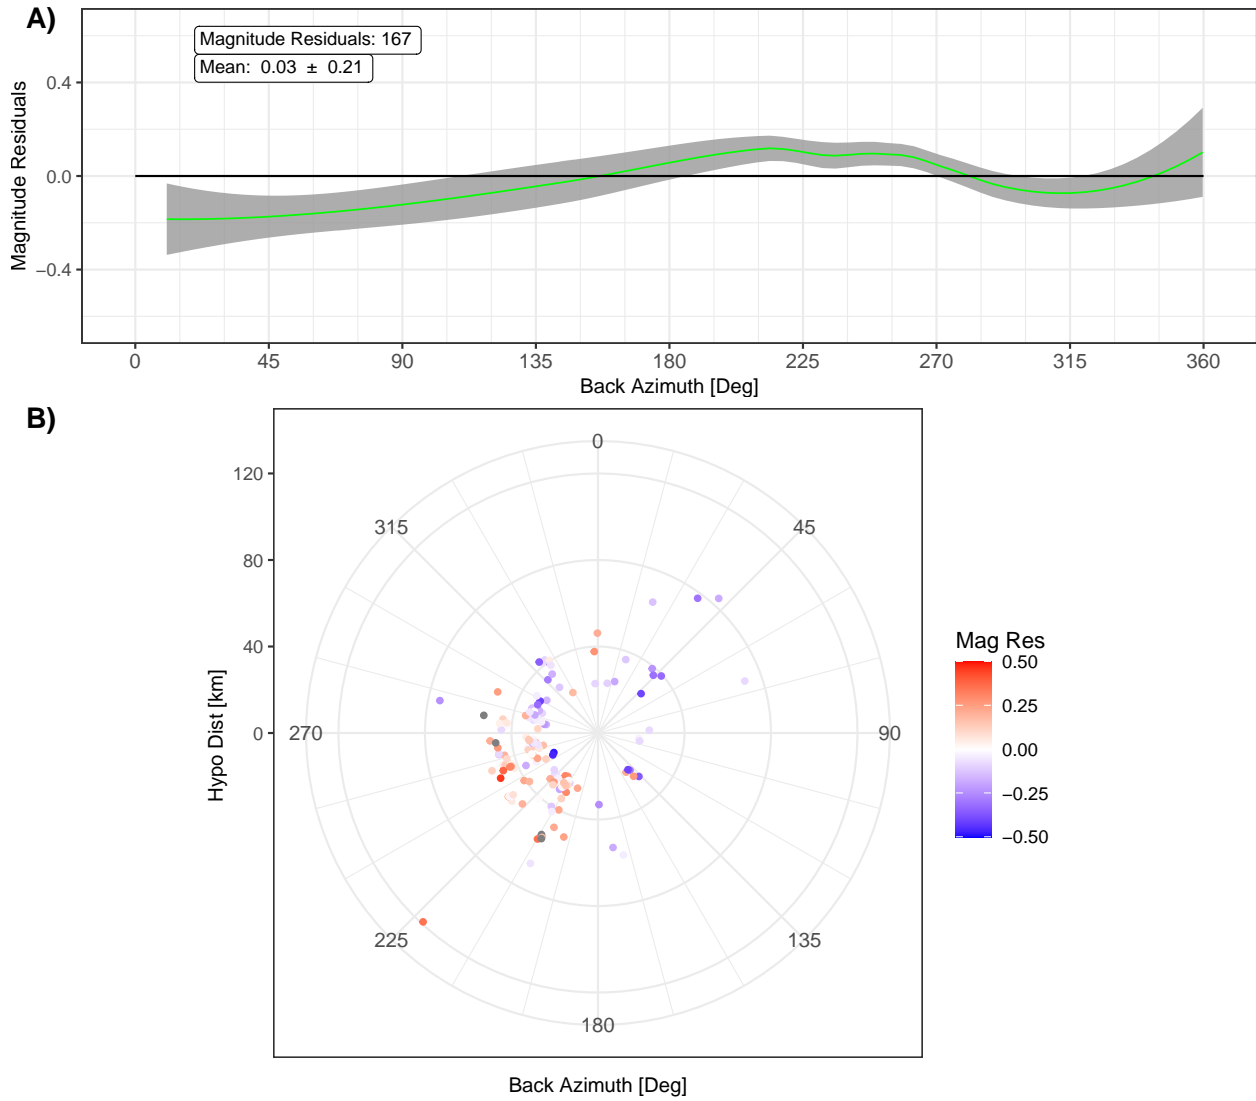 A)
Magnitude Residuals: 167
Mean:  0.03  ±  0.21
Magnitude Residuals
0.4
0.0
−0.4
0 45 90 135 180 225 270 315 360
Back Azimuth [Deg]
B)
Hypo Dist [km]
120
80
40
0
0
45
90
135
180
225
270
315
Back Azimuth [Deg]
Mag Res
0.50
0.25
0.00
−0.25
−0.50